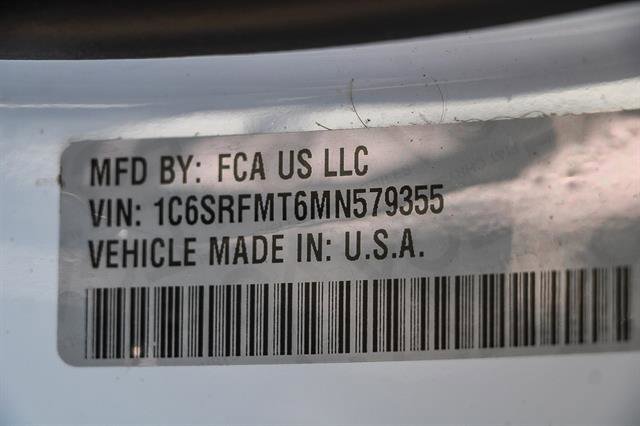 MFD BY: FCA US LLC
VIN: 1C6SRFMT6MN579355
VEHICLE MADE IN: U.S.A.